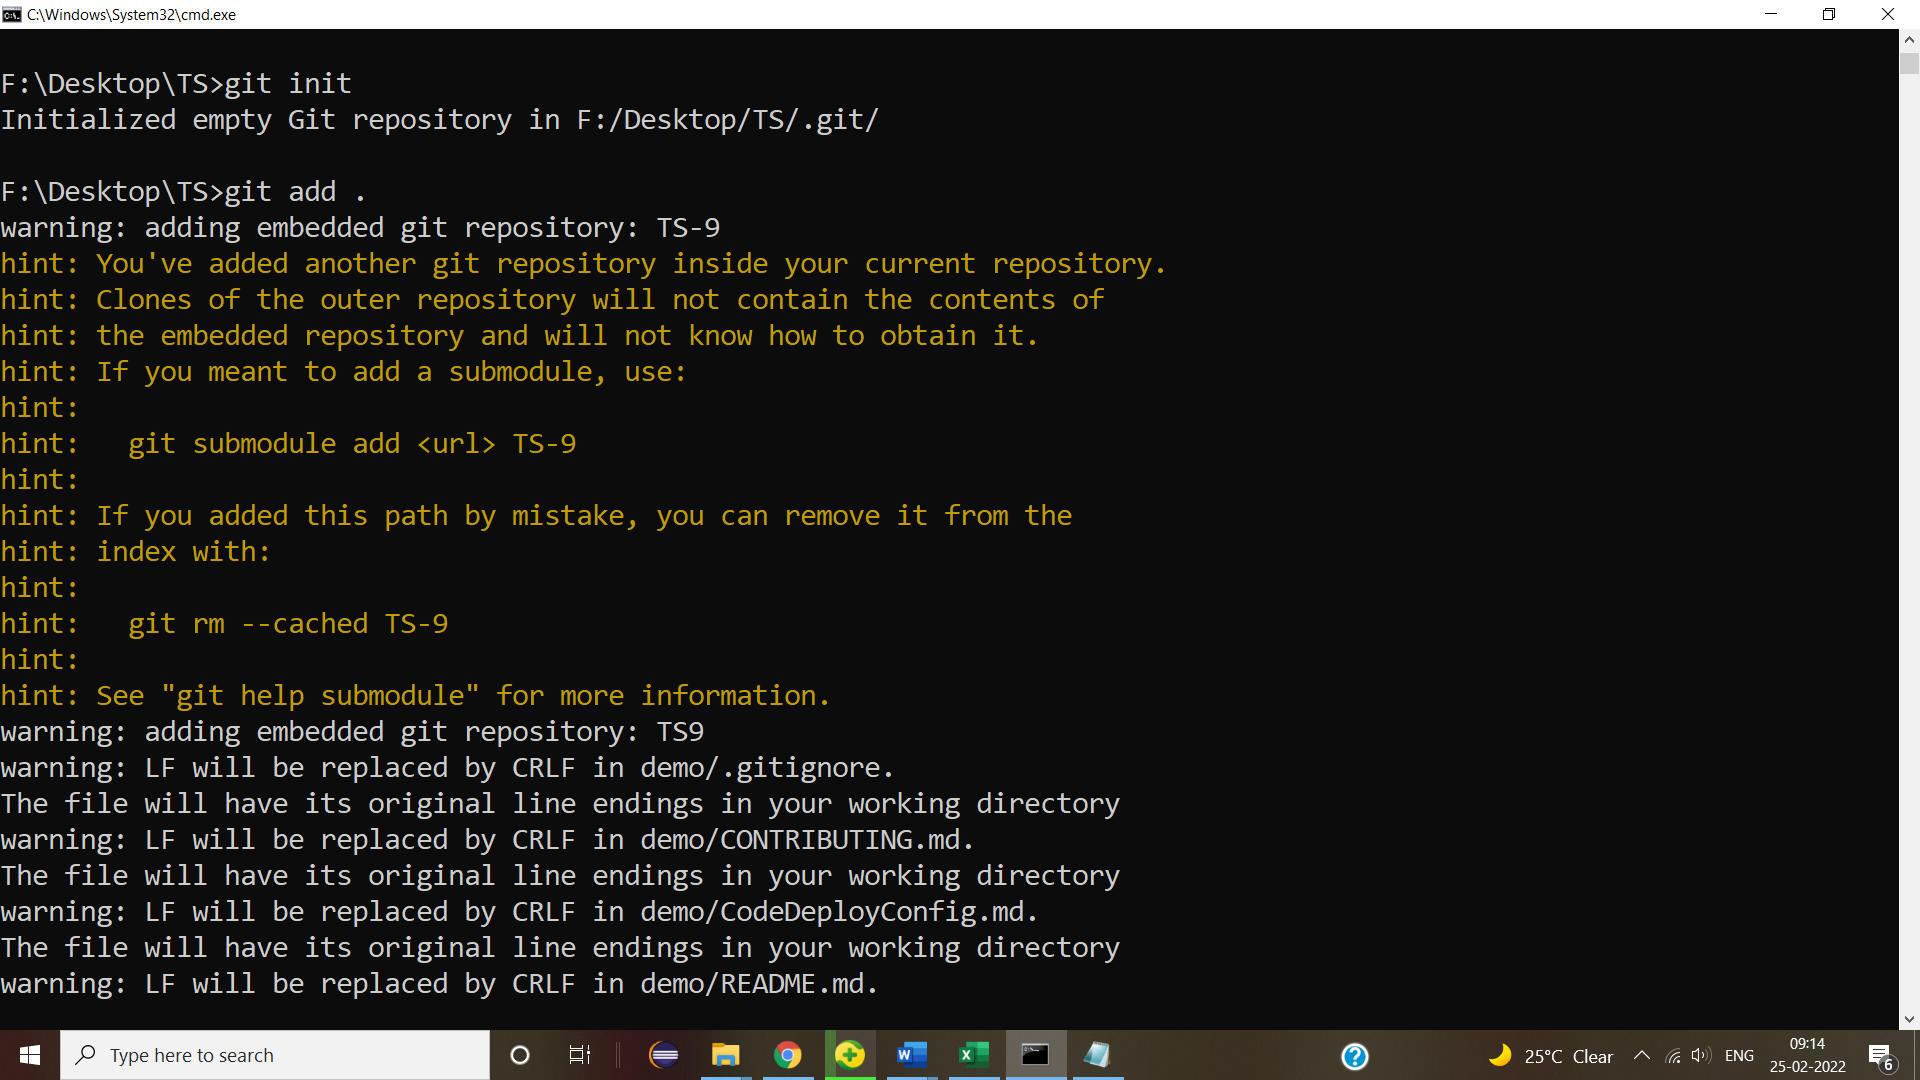 C:\Windows\System32\cmd.exe
F:\Desktop\TS>git init
Initialized empty Git repository in F:/Desktop/TS/.git/
F:\Desktop\TS>git add .
warning: adding embedded git repository: TS-9
hint: You've added another git repository inside your current repository.
hint: Clones of the outer repository will not contain the contents of
hint: the embedded repository and will not know how to obtain it.
hint: If you meant to add a submodule, use:
hint:
hint:   git submodule add <url> TS-9
hint:
hint: If you added this path by mistake, you can remove it from the
hint: index with:
hint:
hint:   git rm --cached TS-9
hint:
hint: See "git help submodule" for more information.
warning: adding embedded git repository: TS9
warning: LF will be replaced by CRLF in demo/.gitignore.
The file will have its original line endings in your working directory
warning: LF will be replaced by CRLF in demo/CONTRIBUTING.md.
The file will have its original line endings in your working directory
warning: LF will be replaced by CRLF in demo/CodeDeployConfig.md.
The file will have its original line endings in your working directory
warning: LF will be replaced by CRLF in demo/README.md.
Type here to search
25°C Clear
ENG
09:14
25-02-2022
6